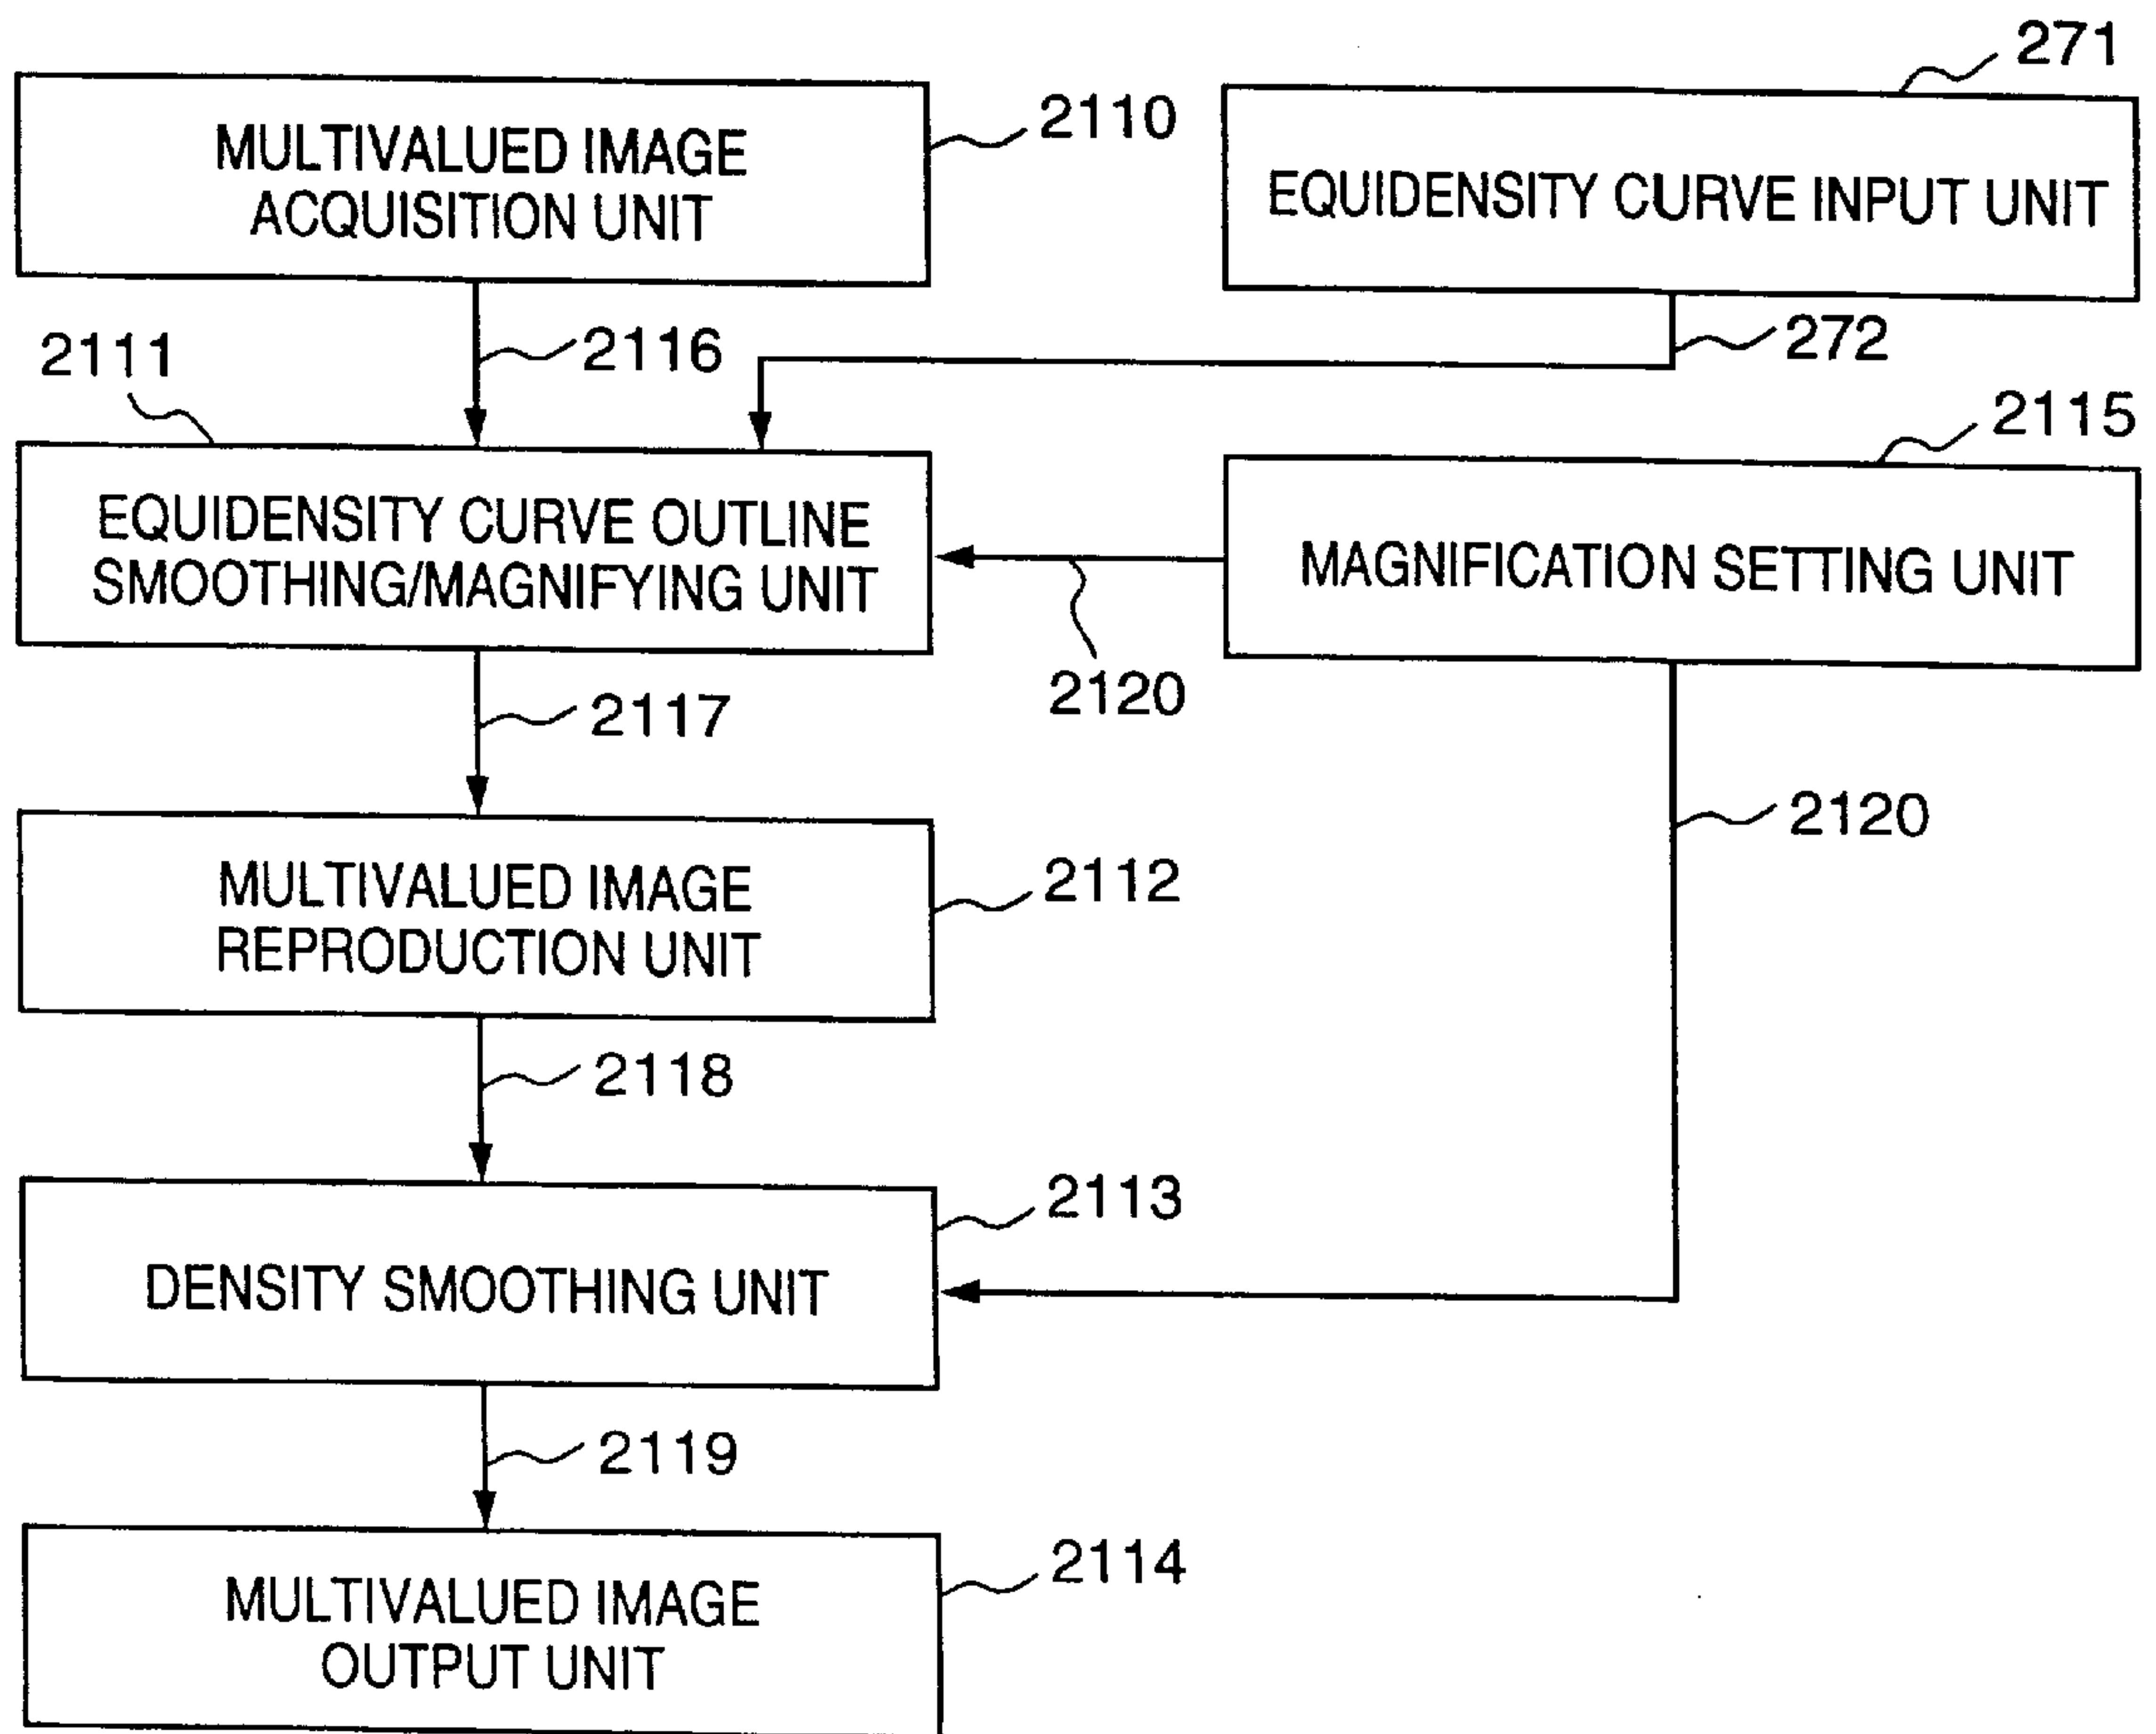 271
MULTIVALUED IMAGE
ACQUISITION UNIT
2110
EQUIDENSITY CURVE INPUT UNIT
2116
272
2111
2115
EQUIDENSITY CURVE OUTLINE
SMOOTHING/MAGNIFYING UNIT
MAGNIFICATION SETTING UNIT
2120
2117
2120
MULTIVALUED IMAGE
REPRODUCTION UNIT
2112
2118
2113
DENSITY SMOOTHING UNIT
2119
2114
MULTIVALUED IMAGE
OUTPUT UNIT